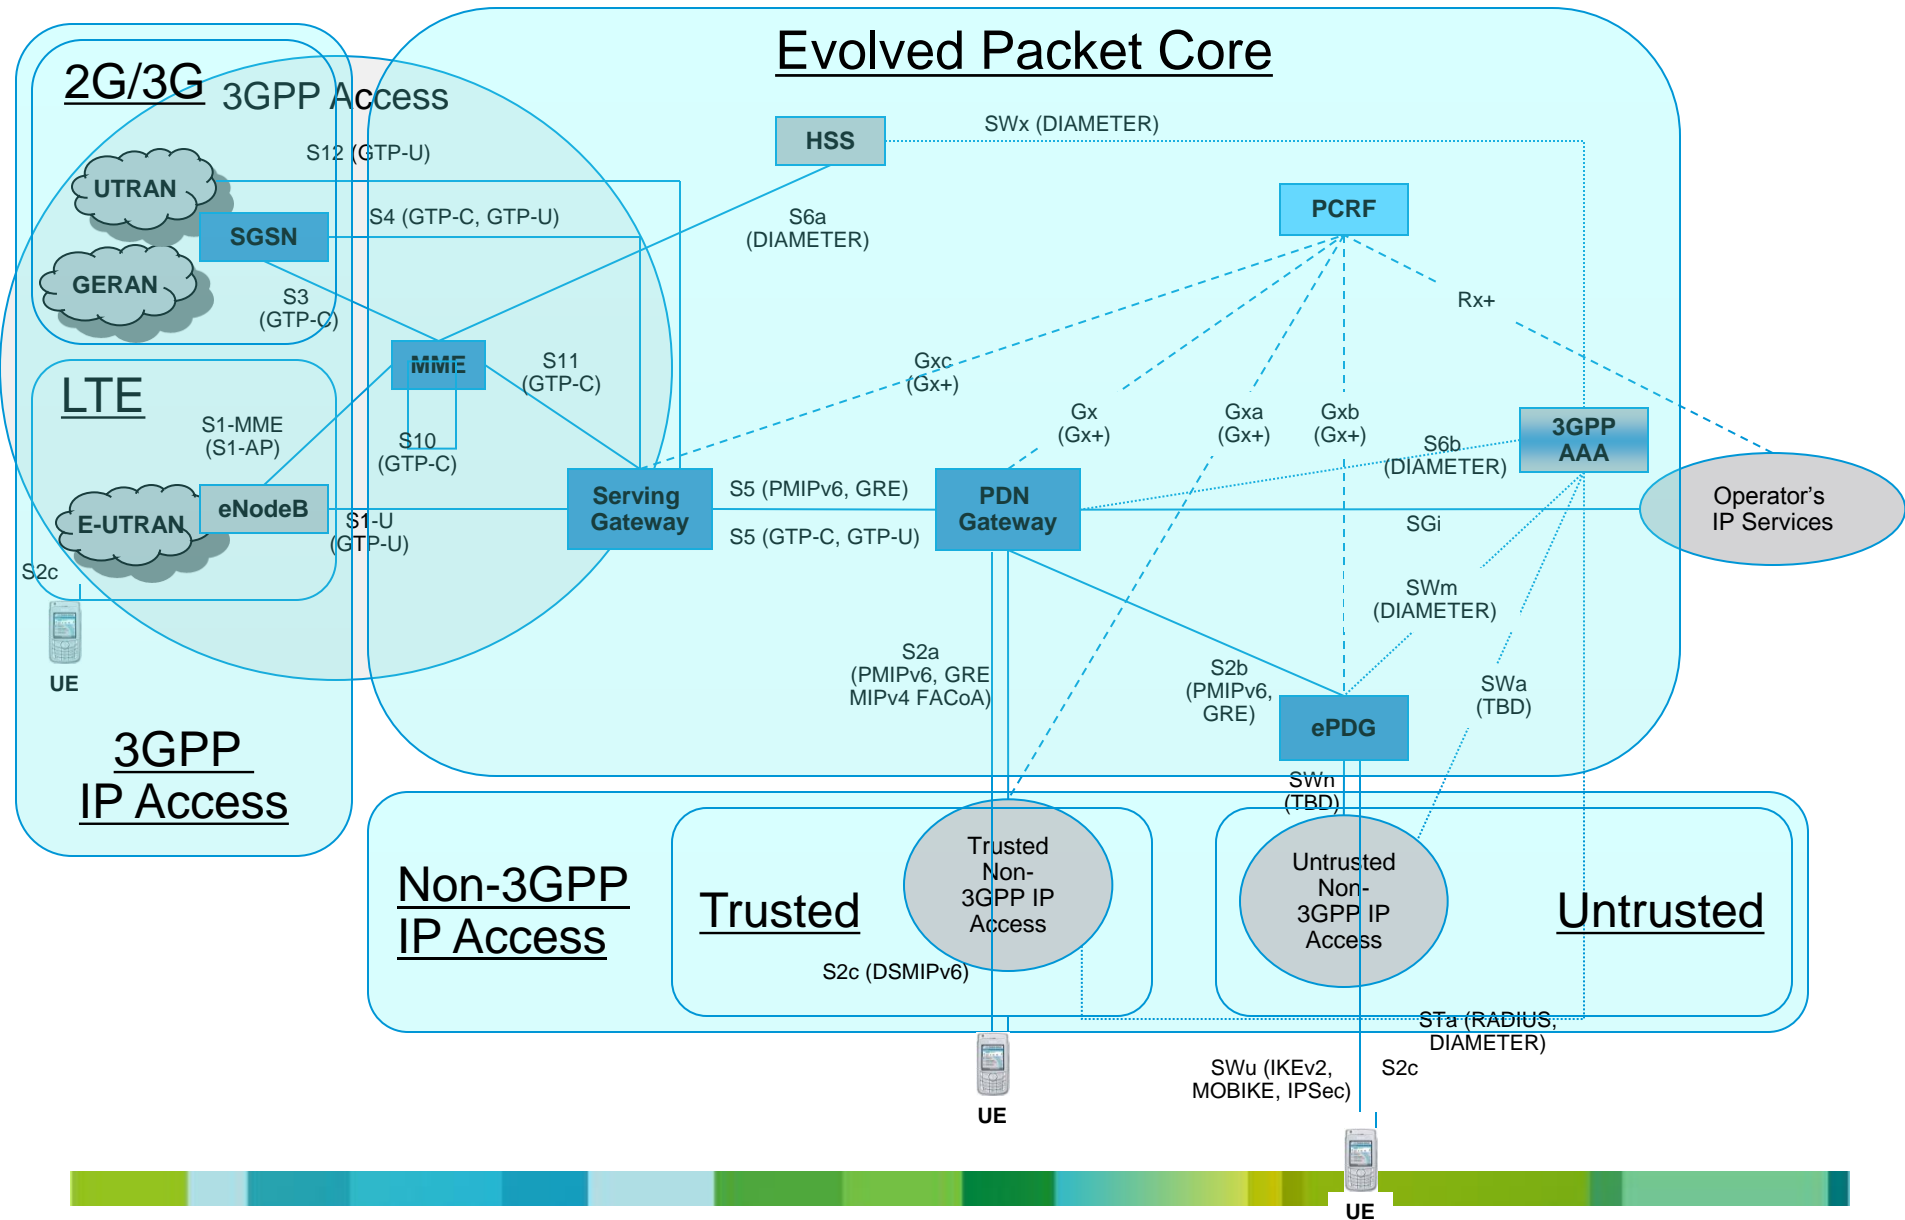 Evolved Packet Core
2G/3G
3GPP Access
SWx (DIAMETER)
HSS
S12 (GTP-U)
UTRAN
S4 (GTP-C, GTP-U)
S6a
(DIAMETER)
PCRF
SGSN
GERAN
S3
(GTP-C)
Rx+
MME
S11
(GTP-C)
Gxc
(Gx+)
LTE
S1-MME
(S1-AP)
S10
(GTP-C)
Gx
(Gx+)
Gxa
(Gx+)
Gxb
(Gx+)
S6b
(DIAMETER)
3GPP
AAA
E-UTRAN
eNodeB
S1-U
(GTP-U)
Serving
Gateway
S5 (PMIPv6, GRE)
S5 (GTP-C, GTP-U)
PDN
Gateway
SGi
Operator's
IP Services
S2c
UE
SWm
(DIAMETER)
S2a
(PMIPv6, GRE
MIPv4 FACoA)
S2b
(PMIPv6,
GRE)
SWa
(TBD)
ePDG
3GPP
IP Access
SWn
(TBD)
Non-3GPP
IP Access
Trusted
Trusted
Non-
3GPP IP
Access
Untrusted
Non-
3GPP IP
Access
Untrusted
S2c (DSMIPv6)
STa (RADIUS,
DIAMETER)
SWu (IKEv2,
MOBIKE, IPSec)
S2c
UE
UE